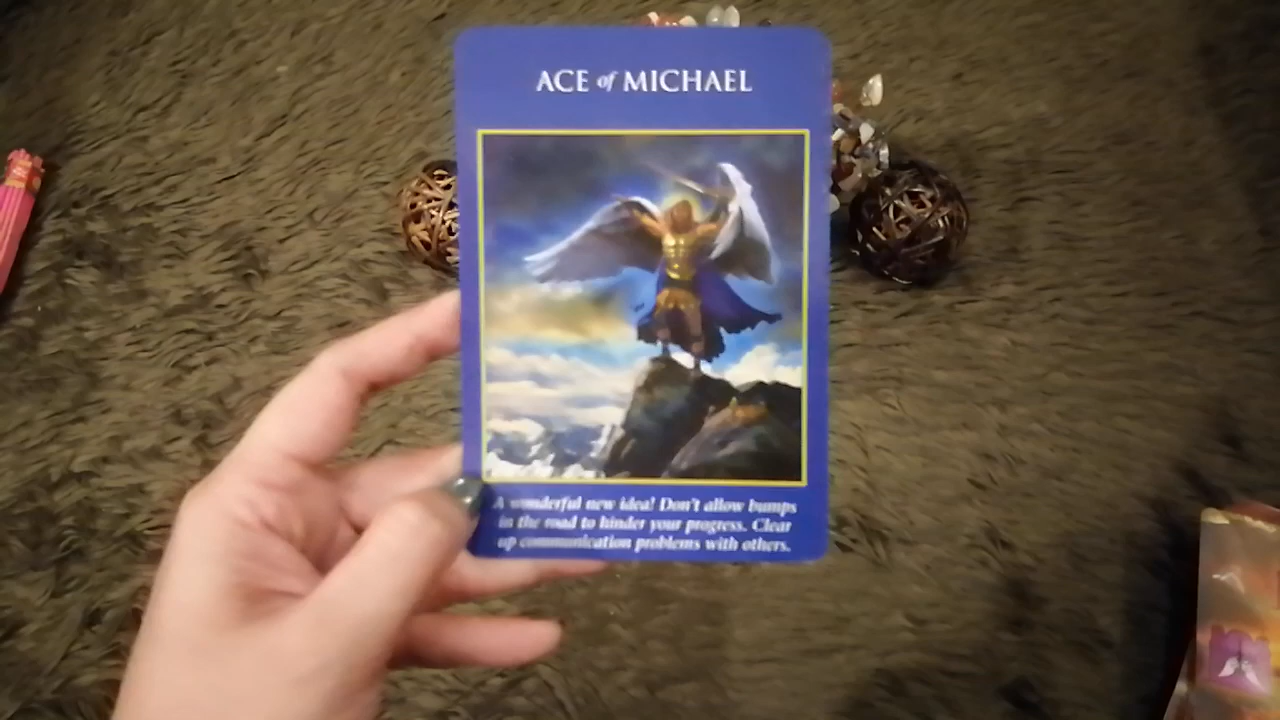 ACE of MICHAEL
A wonderful new idea! Don't allow bumps
in the road to hinder your progress. Clear
up communication problems with others.